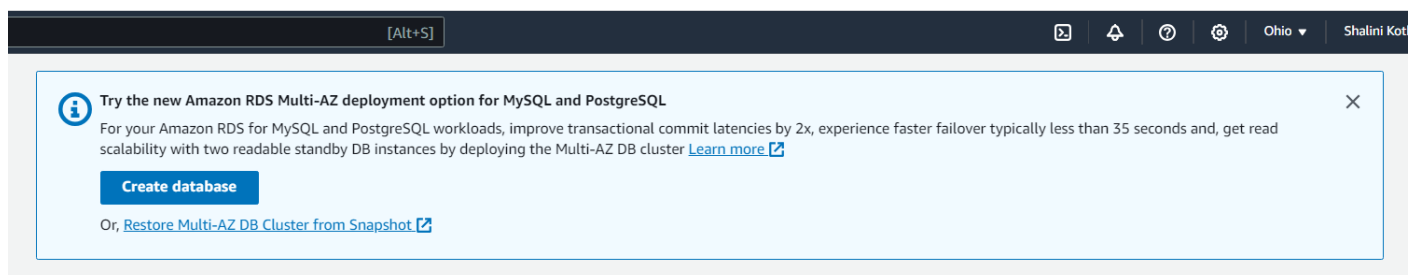 [Alt+S]
Ohio ▼
Shalini
Try the new Amazon RDS Multi-AZ deployment option for MySQL and PostgreSQL
For your Amazon RDS for MySQL and PostgreSQL workloads, improve transactional commit latencies by 2x, experience faster failover typically less than 35 seconds and, get read
scalability with two readable standby DB instances by deploying the Multi-AZ DB cluster Learn more
Create database
Or, Restore Multi-AZ DB Cluster from Snapshot